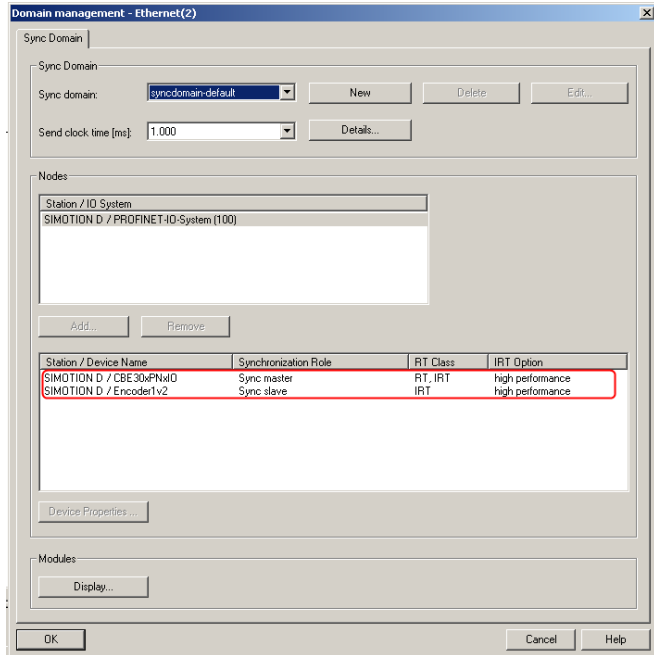 Domain management - Ethernet(2)
Sync Domain
Sync Domain
Sync domain: syncdomain-default New Delete Edit...
Send clock time [ms]: 1.000 Details...
Nodes
Station / IO System
SIMOTION D / PROFINET-IO-System (100)
Add... Remove
Station / Device Name Synchronization Role RT Class IRT Option
SIMOTION D / CBE30xPNxIO Sync master RT, IRT high performance
SIMOTION D / Encoder1v2 Sync slave IRT high performance
Device Properties ...
Modules
Display...
OK Cancel Help